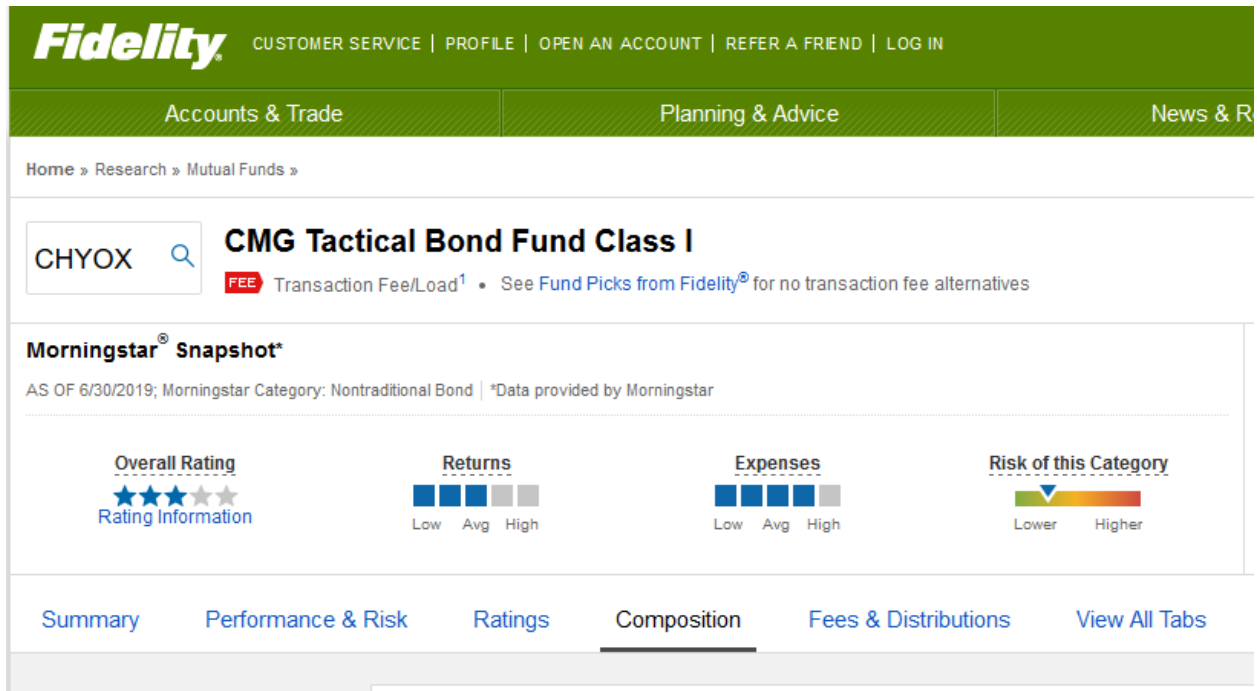 Fidelity. CUSTOMER SERVICE | PROFILE | OPEN AN ACCOUNT | REFER A FRIEND | LOG IN
Accounts & Trade Planning & Advice News &
Home » Research » Mutual Funds »
CHYOX
CMG Tactical Bond Fund Class I
FEE Transaction Fee/Load1 • See Fund Picks from Fidelity® for no transaction fee alternatives
Morningstar® Snapshot*
AS OF 6/30/2019; Morningstar Category: Nontraditional Bond | *Data provided by Morningstar
Overall Rating Returns Expenses Risk of this Category
Rating Information
Low Avg High Low Avg High Lower Higher
Summary Performance & Risk Ratings Composition Fees & Distributions View All Tabs